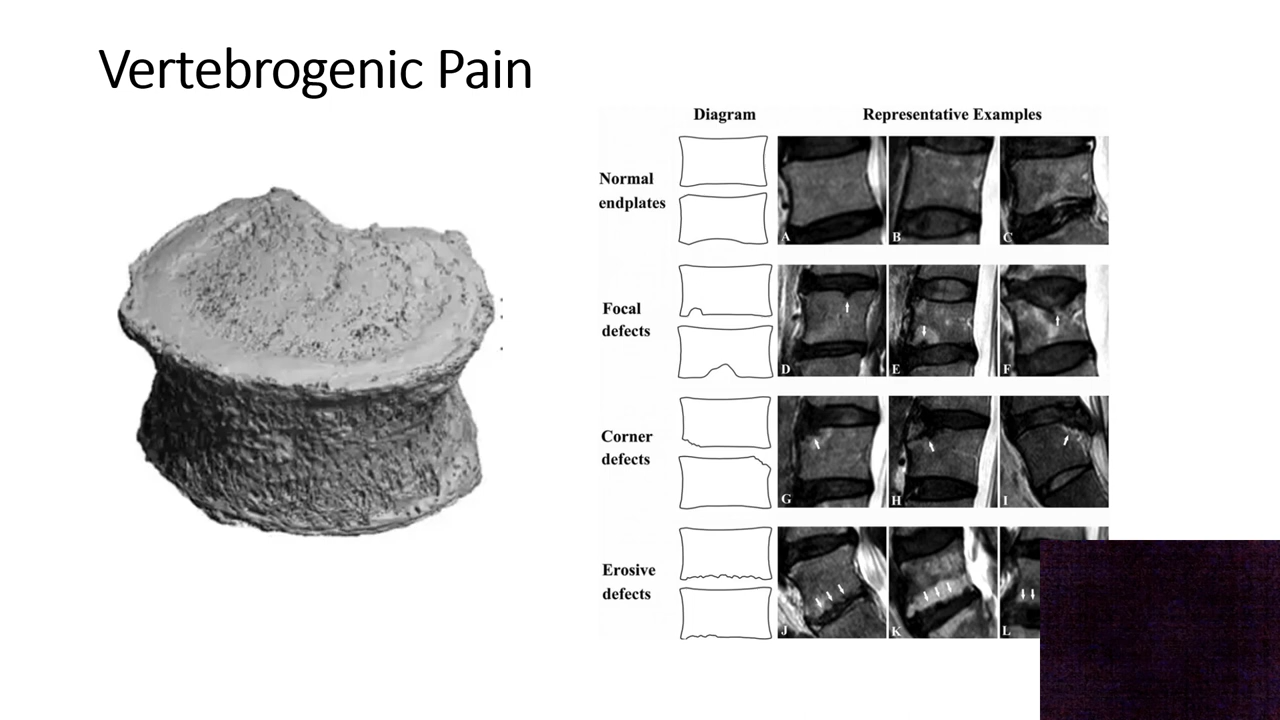 Vertebrogenic Pain
Diagram
Representative Examples
Normal
endplates
A
B
C
Focal
defects
D
E
F
Corner
defects
G
H
I
Erosive
defects
J
K
L